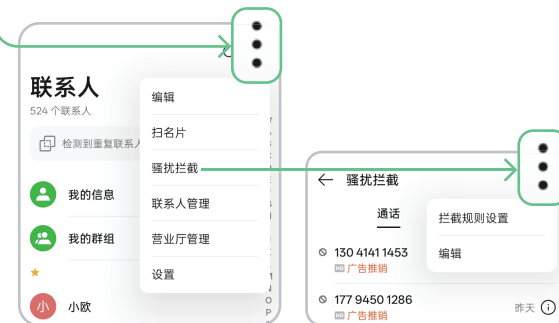 联系人
524 个联系人
检测到重复联系人
我的信息
我的群组
小
小欧
编辑
扫名片
骚扰拦截
联系人管理
营业厅管理
设置
M
N
O
P
骚扰拦截
通话
拦截规则设置
编辑
130 4141 1453
HD 广告推销
177 9450 1286
HD 广告推销
昨天